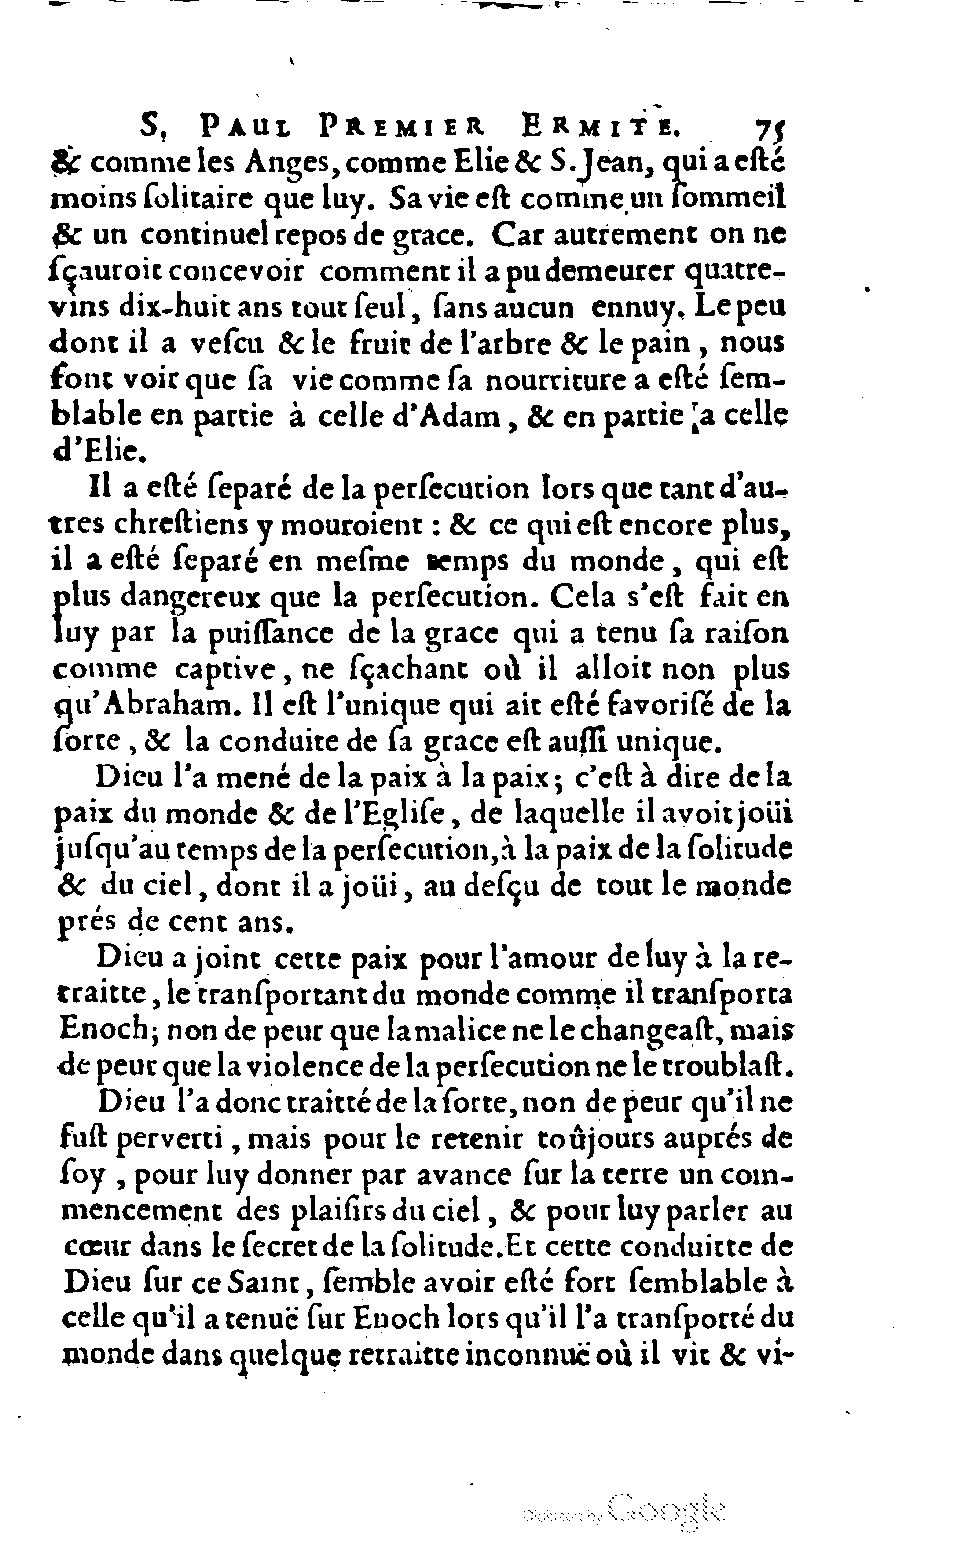 S. PAUL PREMIER ERMITE. 75
& comme les Anges, comme Elie & S. Jean, qui a eſté
moins ſolitaire que luy. Sa vie eſt comme un ſommeil
& un continuel repos de grace. Car autrement on ne
ſçauroit concevoir comment il a pu demeurer quatre-
vins dix-huit ans tout ſeul, ſans aucun ennuy. Le peu
dont il a veſcu & le fruit de l'arbre & le pain, nous
font voir que ſa vie comme ſa nourriture a eſté ſem-
blable en partie à celle d'Adam, & en partie a celle
d'Elie.
Il a eſté ſeparé de la perſecution lors que tant d'au-
tres chreſtiens y mouroient : & ce qui eſt encore plus,
il a eſté ſeparé en meſme temps du monde, qui eſt
plus dangereux que la perſecution. Cela s'eſt fait en
luy par la puiſſance de la grace qui a tenu ſa raiſon
comme captive, ne ſçachant où il alloit non plus
qu'Abraham. Il eſt l'unique qui ait eſté favoriſé de la
ſorte, & la conduite de ſa grace eſt auſſi unique.
Dieu l'a mené de la paix à la paix; c'eſt à dire de la
paix du monde & de l'Egliſe, de laquelle il avoit joüi
juſqu'au temps de la perſecution, à la paix de la ſolitude
& du ciel, dont il a joüi, au deſçu de tout le monde
prés de cent ans.
Dieu a joint cette paix pour l'amour de luy à la re-
traitte, le tranſportant du monde comme il tranſporta
Enoch; non de peur que la malice ne le changeaſt, mais
de peur que la violence de la perſecution ne le troublaſt.
Dieu l'a donc traitté de la ſorte, non de peur qu'il ne
fuſt perverti, mais pour le retenir toûjours auprés de
ſoy, pour luy donner par avance ſur la terre un com-
mencement des plaiſirs du ciel, & pour luy parler au
cœur dans le ſecret de la ſolitude. Et cette conduitte de
Dieu ſur ce Saint, ſemble avoir eſté fort ſemblable à
celle qu'il a tenuë ſur Enoch lors qu'il l'a tranſporté du
monde dans quelque retraitte inconnuë où il vit & vi-
Digitized by Google